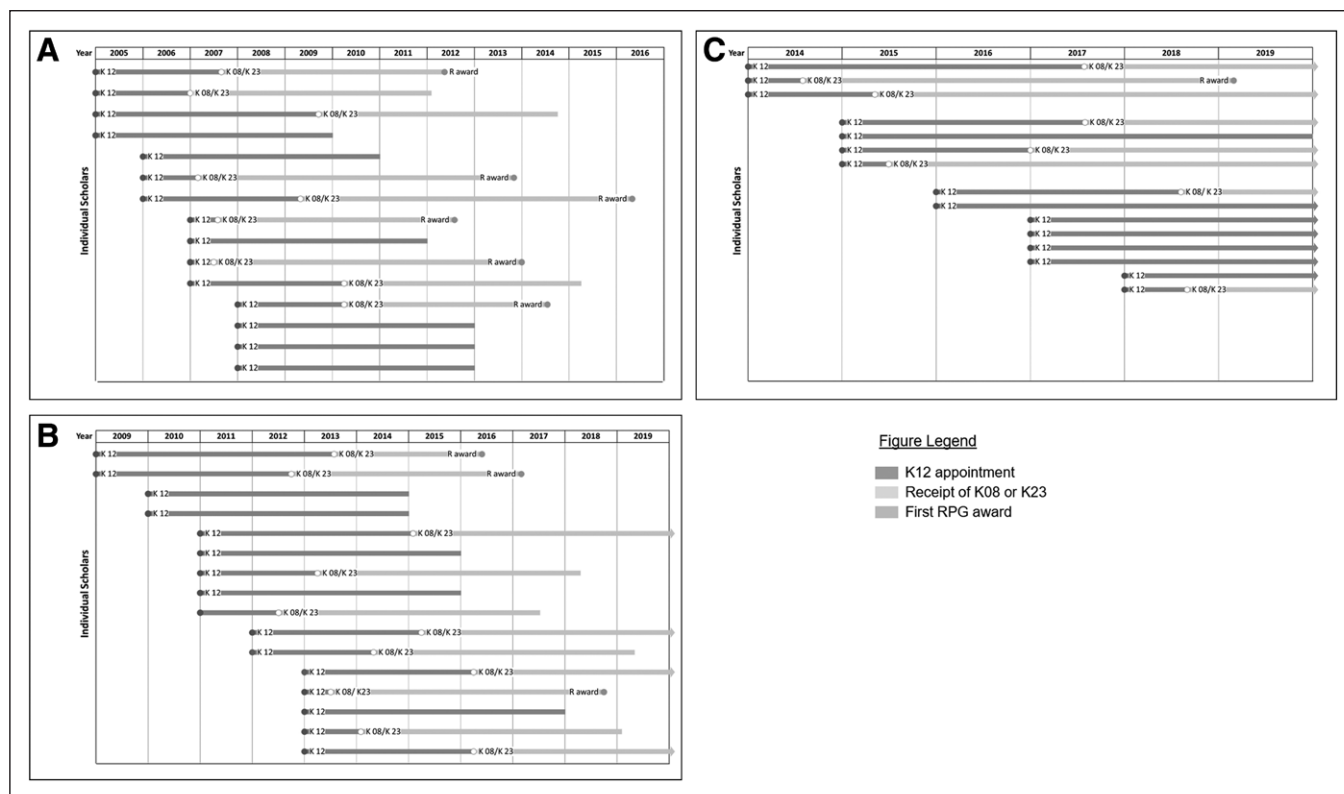 A
Year 2005 2006 2007 2008 2009 2010 2011 2012 2013 2014 2015 2016
Individual Scholars
K 12 K 08/K 23 R award
K 12 K 08/K 23
K 12 K 08/K 23
K 12
K 12
K 12 K 08/K 23 R award
K 12 K 08/K 23 R award
K 12 K 08/K 23 R award
K 12
K 12 K 08/K 23 R award
K 12 K 08/K 23
K 12 K 08/K 23 R award
K 12
K 12
K 12
B
Year 2009 2010 2011 2012 2013 2014 2015 2016 2017 2018 2019
Individual Scholars
K 12 K 08/K 23 R award
K 12 K 08/K 23 R award
K 12
K 12
K 12 K 08/K 23
K 12
K 12 K 08/K 23
K 12
K 08/K 23
K 12 K 08/K 23
K 12 K 08/K 23
K 12 K 08/K 23
K 12 K 08/ K23 R award
K 12
K 12 K 08/K 23
K 12 K 08/K 23
C
Year 2014 2015 2016 2017 2018 2019
Individual Scholars
K 12 K 08/K 23
K 12 K 08/K 23 R award
K 12 K 08/K 23
K 12 K 08/K 23
K 12
K 12 K 08/K 23
K 12 K 08/K 23
K 12 K 08/ K 23
K 12
K 12
K 12
K 12
K 12
K 12
K 12 K 08/K 23
Figure Legend
K12 appointment
Receipt of K08 or K23
First RPG award